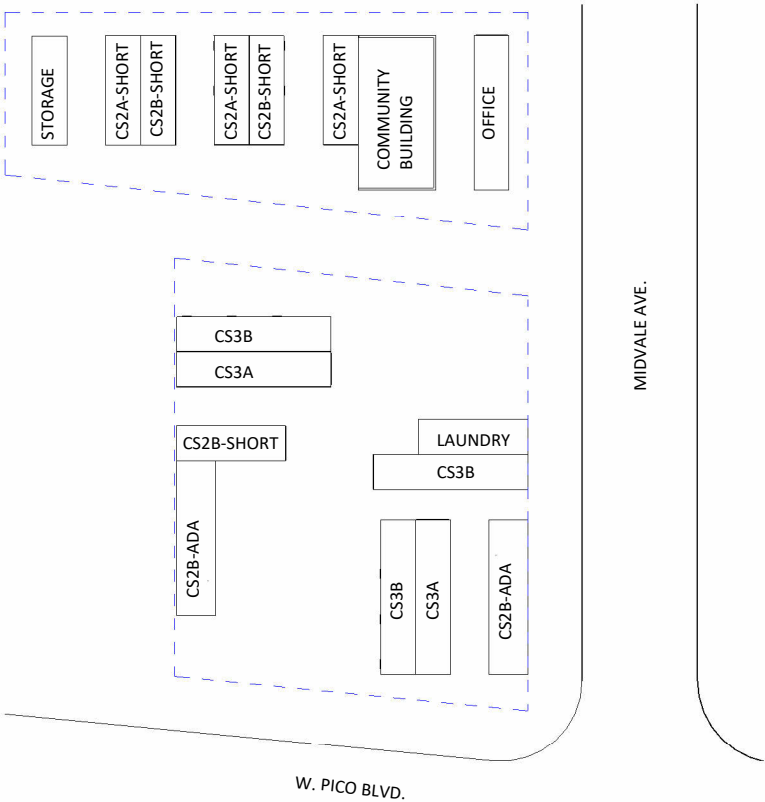 STORAGE
CS2A-SHORT
CS2B-SHORT
CS2A-SHORT
CS2B-SHORT
CS2A-SHORT
COMMUNITY
BUILDING
OFFICE
MIDVALE AVE.
CS3B
CS3A
CS2B-SHORT
LAUNDRY
CS3B
CS2B-ADA
CS3B
CS3A
CS2B-ADA
W. PICO BLVD.